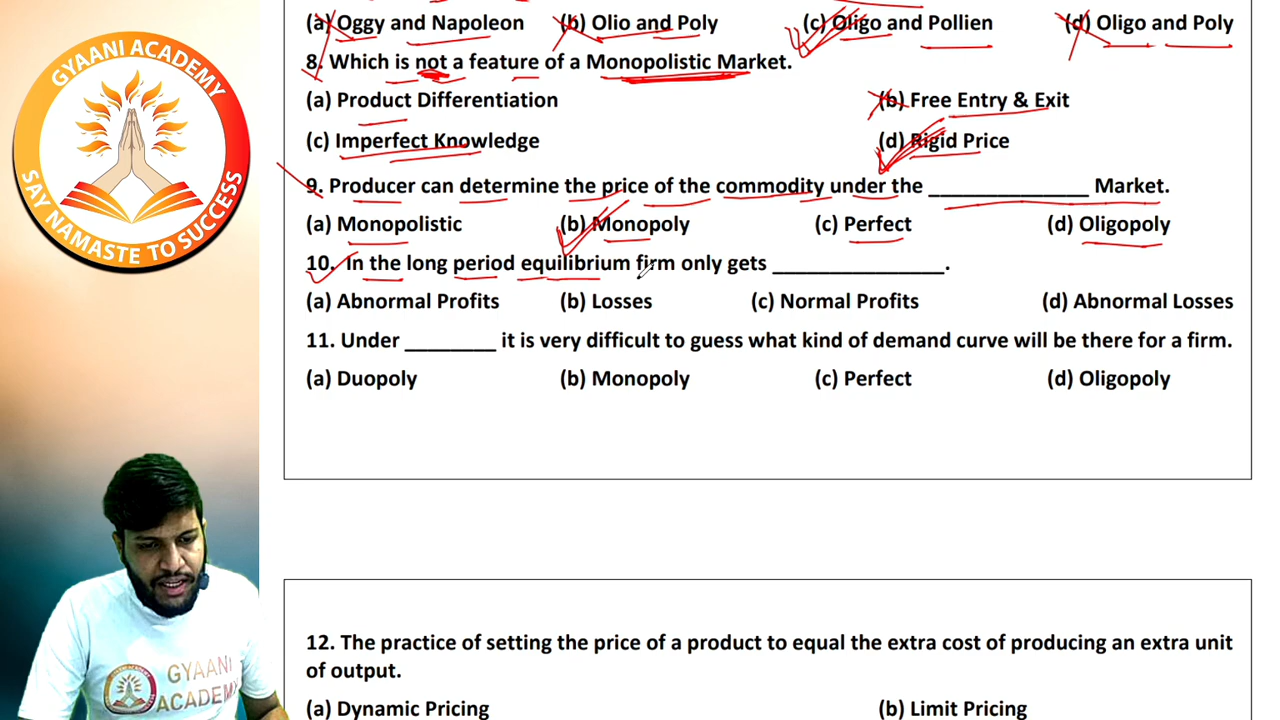 (a) Oggy and Napoleon (b) Olio and Poly (c) Oligo and Pollien (d) Oligo and Poly
8. Which is not a feature of a Monopolistic Market.
(a) Product Differentiation (b) Free Entry & Exit
(c) Imperfect Knowledge (d) Rigid Price
9. Producer can determine the price of the commodity under the ______________ Market.
(a) Monopolistic (b) Monopoly (c) Perfect (d) Oligopoly
10. In the long period equilibrium firm only gets _______________.
(a) Abnormal Profits (b) Losses (c) Normal Profits (d) Abnormal Losses
11. Under ________ it is very difficult to guess what kind of demand curve will be there for a firm.
(a) Duopoly (b) Monopoly (c) Perfect (d) Oligopoly
12. The practice of setting the price of a product to equal the extra cost of producing an extra unit
of output.
(a) Dynamic Pricing (b) Limit Pricing
GYAANI ACADEMY
SAY NAMASTE TO SUCCESS
GYAANI
ACADEMY